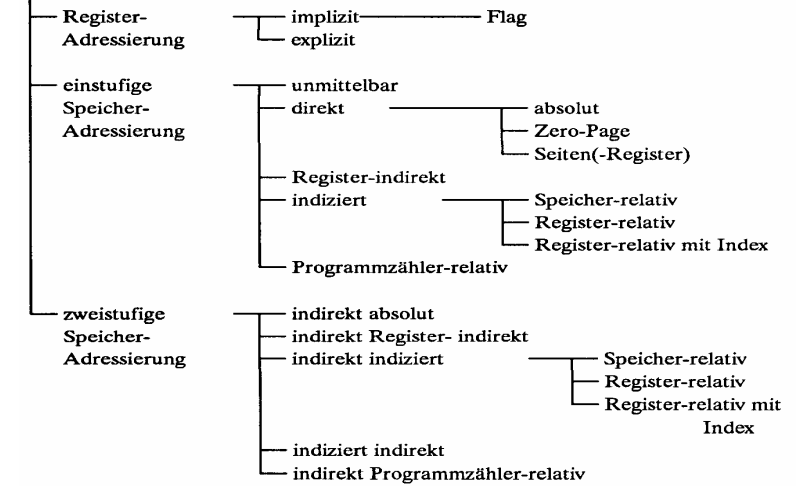 Register- implizit Flag
Adressierung explizit
einstufige unmittelbar
Speicher- direkt absolut
Adressierung Zero-Page
Seiten(-Register)
Register-indirekt
indiziert Speicher-relativ
Register-relativ
Register-relativ mit Index
Programmzähler-relativ
zweistufige indirekt absolut
Speicher- indirekt Register- indirekt
Adressierung indirekt indiziert Speicher-relativ
Register-relativ
Register-relativ mit
Index
indiziert indirekt
indirekt Programmzähler-relativ